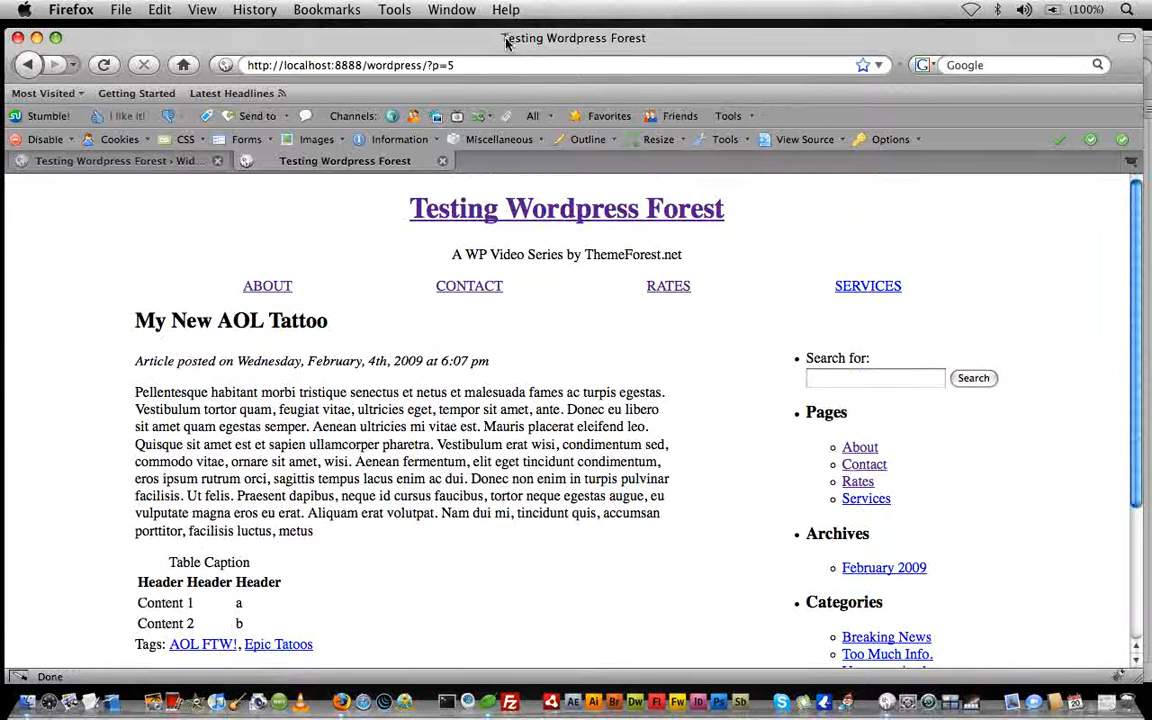 Firefox File Edit View History Bookmarks Tools Window Help (100%)
Testing Wordpress Forest
http://localhost:8888/wordpress/?p=5 Google
Most Visited Getting Started Latest Headlines
Stumble! I like it! Send to Channels: All Favorites Friends Tools
Disable Cookies CSS Forms Images Information Miscellaneous Outline Resize Tools View Source Options
Testing Wordpress Forest › Wid... Testing Wordpress Forest
Testing Wordpress Forest
A WP Video Series by ThemeForest.net
ABOUT CONTACT RATES SERVICES
My New AOL Tattoo
Article posted on Wednesday, February, 4th, 2009 at 6:07 pm
Pellentesque habitant morbi tristique senectus et netus et malesuada fames ac turpis egestas.
Vestibulum tortor quam, feugiat vitae, ultricies eget, tempor sit amet, ante. Donec eu libero
sit amet quam egestas semper. Aenean ultricies mi vitae est. Mauris placerat eleifend leo.
Quisque sit amet est et sapien ullamcorper pharetra. Vestibulum erat wisi, condimentum sed,
commodo vitae, ornare sit amet, wisi. Aenean fermentum, elit eget tincidunt condimentum,
eros ipsum rutrum orci, sagittis tempus lacus enim ac dui. Donec non enim in turpis pulvinar
facilisis. Ut felis. Praesent dapibus, neque id cursus faucibus, tortor neque egestas augue, eu
vulputate magna eros eu erat. Aliquam erat volutpat. Nam dui mi, tincidunt quis, accumsan
porttitor, facilisis luctus, metus
Table Caption
Header Header Header
Content 1 a
Content 2 b
Tags: AOL FTW!, Epic Tatoos
Search for:
Search
Pages
About
Contact
Rates
Services
Archives
February 2009
Categories
Breaking News
Too Much Info.
Done
AE Ai Br Dw Fl Fw Id Ps Sb